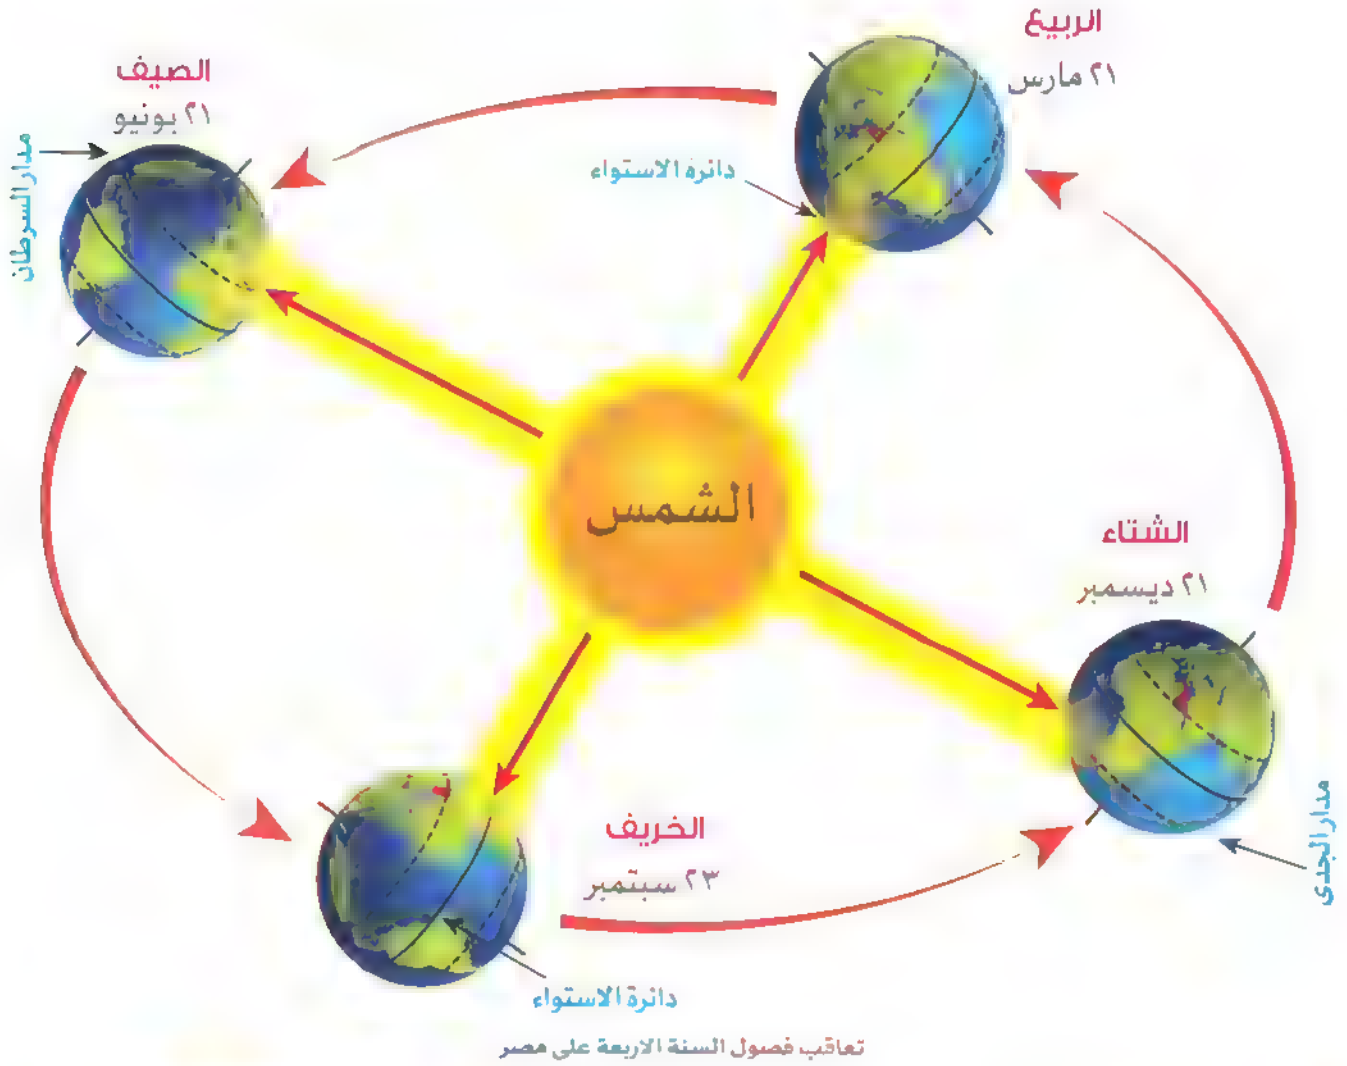 الربيع
٢١ مارس
الصيف
٢١ يونيو
مدار السرطان
دائرة الاستواء
الشمس
الشتاء
٢١ ديسمبر
مدار الجدى
الخريف
٢٣ سبتمبر
دائرة الاستواء
تعاقب فصول السنة الاربعة على مصر